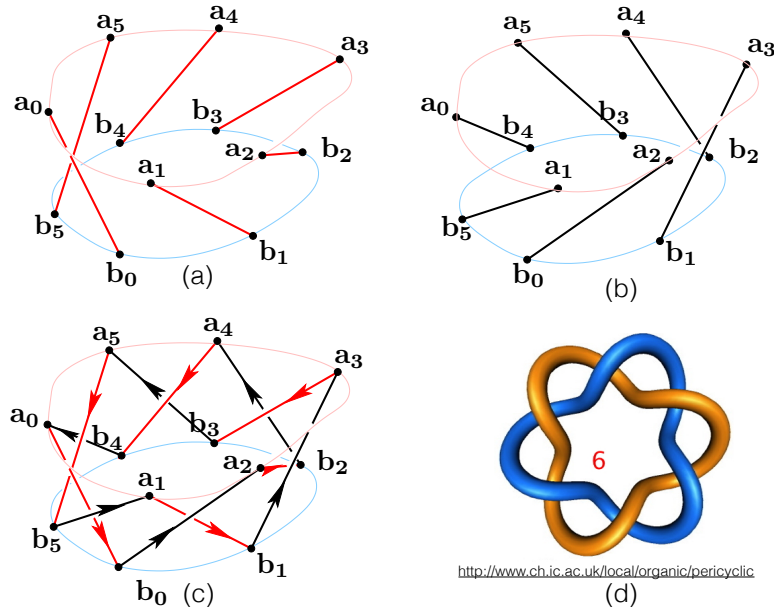 a₅
a₄
a₃
a₀
b₄
b₃
a₂
b₂
a₁
b₅
b₀
b₁
(a)
a₅
a₄
a₃
a₀
b₄
b₃
a₂
b₂
a₁
b₅
b₀
b₁
(b)
a₅
a₄
a₃
a₀
b₄
b₃
a₂
b₂
a₁
b₅
b₀
b₁
(c)
6
http://www.ch.ic.ac.uk/local/organic/pericyclic
(d)